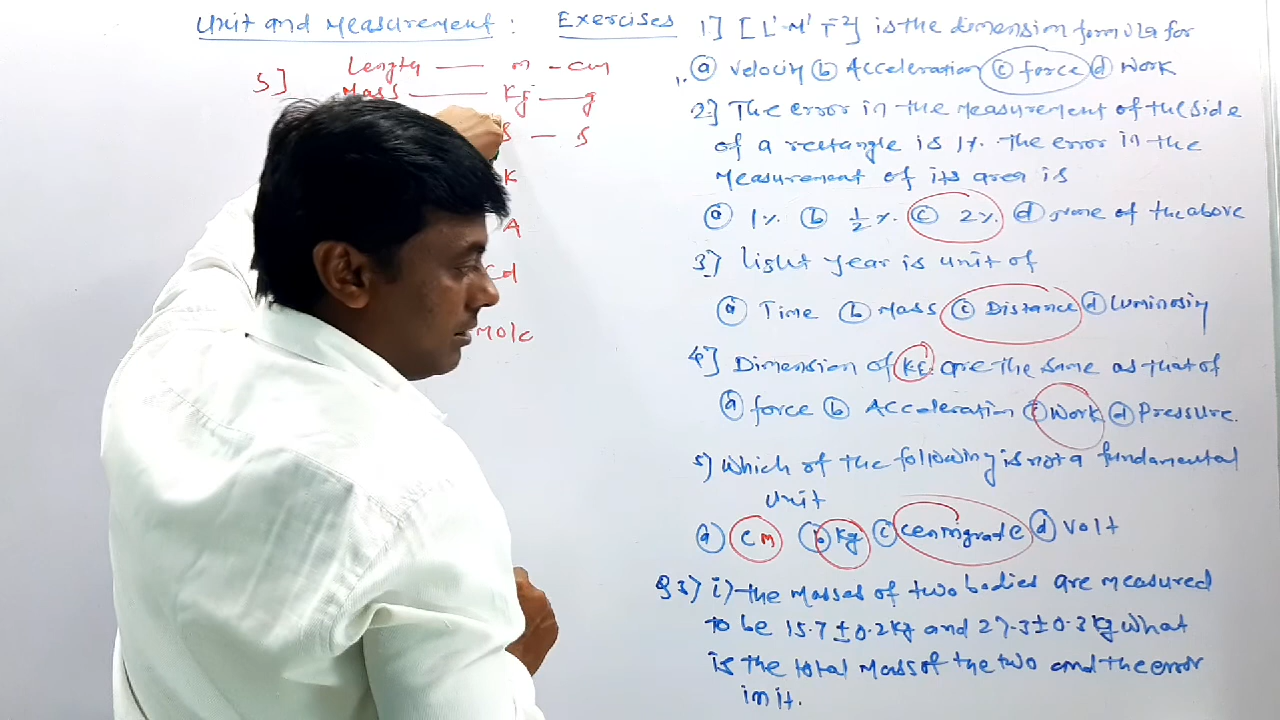 Unit and Measurement : Exercises
5] Length — m - cm
Mass — Kg — g
S — S
K
A
Cd
mole
1] [L¹ M¹ T⁻²] is the dimension formula for
1. ⓐ Velocity ⓑ Acceleration ⓒ force ⓓ Work
2] The error in the measurement of the side
of a rectangle is 1%. The error in the
measurement of its area is
ⓐ 1% ⓑ 1/2 %. ⓒ 2%. ⓓ none of the above
3] light year is unit of
ⓐ Time ⓑ Mass ⓒ Distance ⓓ Luminosity
4] Dimension of K.E. are the same as that of
ⓐ force ⓑ Acceleration ⓒ Work ⓓ Pressure.
5) Which of the following is not a fundamental
unit
ⓐ cm ⓑ Kg ⓒ centigrade ⓓ Volt
Q 3) i) the Masses of two bodies are measured
to be 15.7 ± 0.2 kg and 27.3 ± 0.3 kg what
is the total Mass of the two and the error
in it.